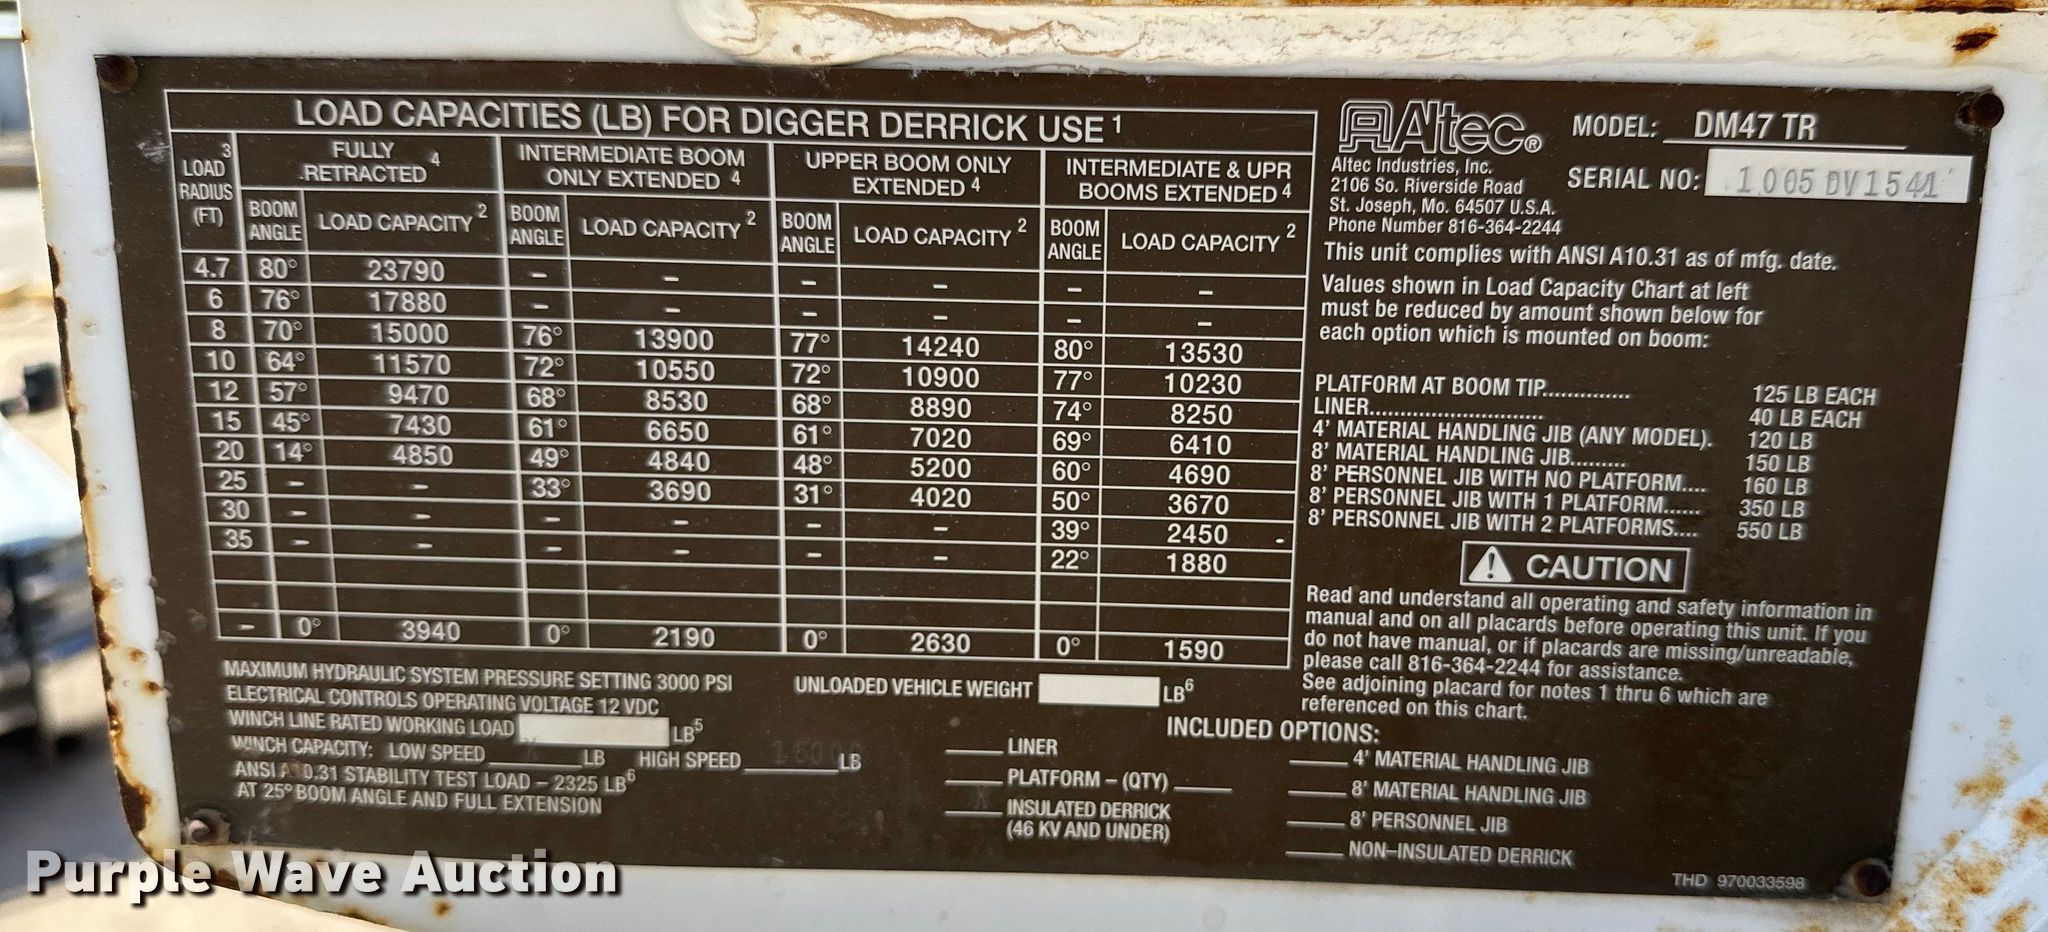 LOAD CAPACITIES (LB) FOR DIGGER DERRICK USE 1
LOAD RADIUS (FT) 3 | FULLY RETRACTED 4 | INTERMEDIATE BOOM ONLY EXTENDED 4 | UPPER BOOM ONLY EXTENDED 4 | INTERMEDIATE & UPR BOOMS EXTENDED 4
BOOM ANGLE | LOAD CAPACITY 2 | BOOM ANGLE | LOAD CAPACITY 2 | BOOM ANGLE | LOAD CAPACITY 2 | BOOM ANGLE | LOAD CAPACITY 2
4.7 | 80° | 23790 | – | – | – | – | – | –
6 | 76° | 17880 | – | – | – | – | – | –
8 | 70° | 15000 | 76° | 13900 | 77° | 14240 | 80° | 13530
10 | 64° | 11570 | 72° | 10550 | 72° | 10900 | 77° | 10230
12 | 57° | 9470 | 68° | 8530 | 68° | 8890 | 74° | 8250
15 | 45° | 7430 | 61° | 6650 | 61° | 7020 | 69° | 6410
20 | 14° | 4850 | 49° | 4840 | 48° | 5200 | 60° | 4690
25 | – | – | 33° | 3690 | 31° | 4020 | 50° | 3670
30 | – | – | – | – | – | – | 39° | 2450
35 | – | – | – | – | – | – | 22° | 1880
– | 0° | 3940 | 0° | 2190 | 0° | 2630 | 0° | 1590
MAXIMUM HYDRAULIC SYSTEM PRESSURE SETTING 3000 PSI
ELECTRICAL CONTROLS OPERATING VOLTAGE 12 VDC
WINCH LINE RATED WORKING LOAD LB5
WINCH CAPACITY: LOW SPEED X LB HIGH SPEED LB
ANSI A10.31 STABILITY TEST LOAD – 2325 LB6
AT 25° BOOM ANGLE AND FULL EXTENSION
UNLOADED VEHICLE WEIGHT LB6
INCLUDED OPTIONS:
LINER
PLATFORM – (QTY)
X INSULATED DERRICK
(46 KV AND UNDER)
4' MATERIAL HANDLING JIB
8' MATERIAL HANDLING JIB
8' PERSONNEL JIB
NON–INSULATED DERRICK
Altec®
Altec Industries, Inc.
2106 So. Riverside Road
St. Joseph, Mo. 64507 U.S.A.
Phone Number 816-364-2244
MODEL: DM47 TR
SERIAL NO: 1005DV1541
This unit complies with ANSI A10.31 as of mfg. date.
Values shown in Load Capacity Chart at left
must be reduced by amount shown below for
each option which is mounted on boom:
PLATFORM AT BOOM TIP............... 125 LB EACH
LINER.............................. 40 LB EACH
4' MATERIAL HANDLING JIB (ANY MODEL). 120 LB
8' MATERIAL HANDLING JIB......... 150 LB
8' PERSONNEL JIB WITH NO PLATFORM.... 160 LB
8' PERSONNEL JIB WITH 1 PLATFORM...... 350 LB
8' PERSONNEL JIB WITH 2 PLATFORMS.... 550 LB
CAUTION
Read and understand all operating and safety information in
manual and on all placards before operating this unit. If you
do not have manual, or if placards are missing/unreadable,
please call 816-364-2244 for assistance.
See adjoining placard for notes 1 thru 6 which are
referenced on this chart.
THD 970033598
Purple Wave Auction